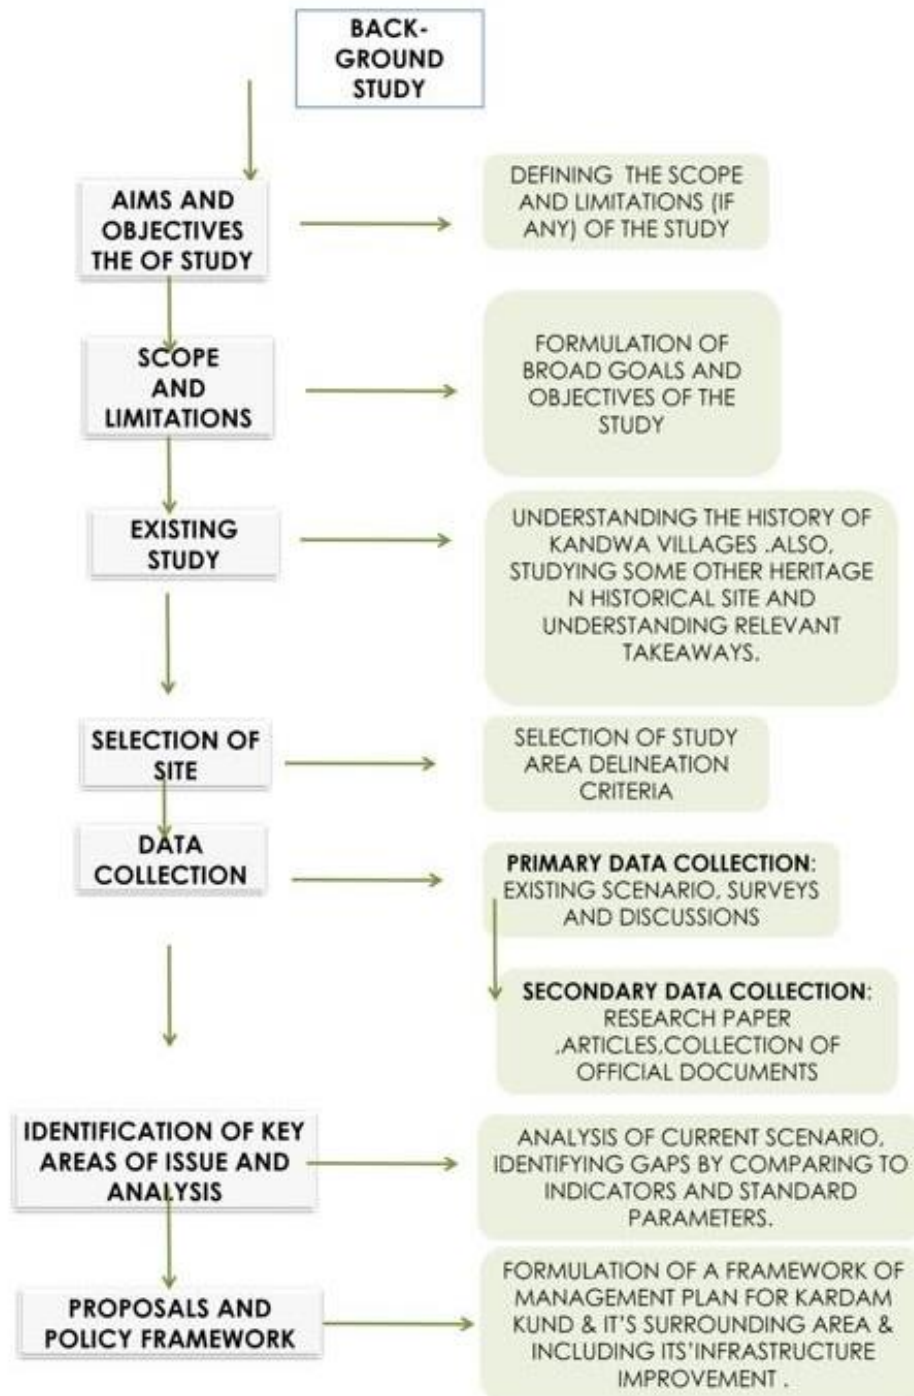 BACK-
GROUND
STUDY
AIMS AND
OBJECTIVES
THE OF STUDY
DEFINING THE SCOPE
AND LIMITATIONS (IF
ANY) OF THE STUDY
SCOPE
AND
LIMITATIONS
FORMULATION OF
BROAD GOALS AND
OBJECTIVES OF THE
STUDY
EXISTING
STUDY
UNDERSTANDING THE HISTORY OF
KANDWA VILLAGES .ALSO,
STUDYING SOME OTHER HERITAGE
N HISTORICAL SITE AND
UNDERSTANDING RELEVANT
TAKEAWAYS.
SELECTION OF
SITE
SELECTION OF STUDY
AREA DELINEATION
CRITERIA
DATA
COLLECTION
PRIMARY DATA COLLECTION:
EXISTING SCENARIO, SURVEYS
AND DISCUSSIONS
SECONDARY DATA COLLECTION:
RESEARCH PAPER
,ARTICLES,COLLECTION OF
OFFICIAL DOCUMENTS
IDENTIFICATION OF KEY
AREAS OF ISSUE AND
ANALYSIS
ANALYSIS OF CURRENT SCENARIO,
IDENTIFYING GAPS BY COMPARING TO
INDICATORS AND STANDARD
PARAMETERS.
PROPOSALS AND
POLICY FRAMEWORK
FORMULATION OF A FRAMEWORK OF
MANAGEMENT PLAN FOR KARDAM
KUND & IT'S SURROUNDING AREA &
INCLUDING ITS'INFRASTRUCTURE
IMPROVEMENT .